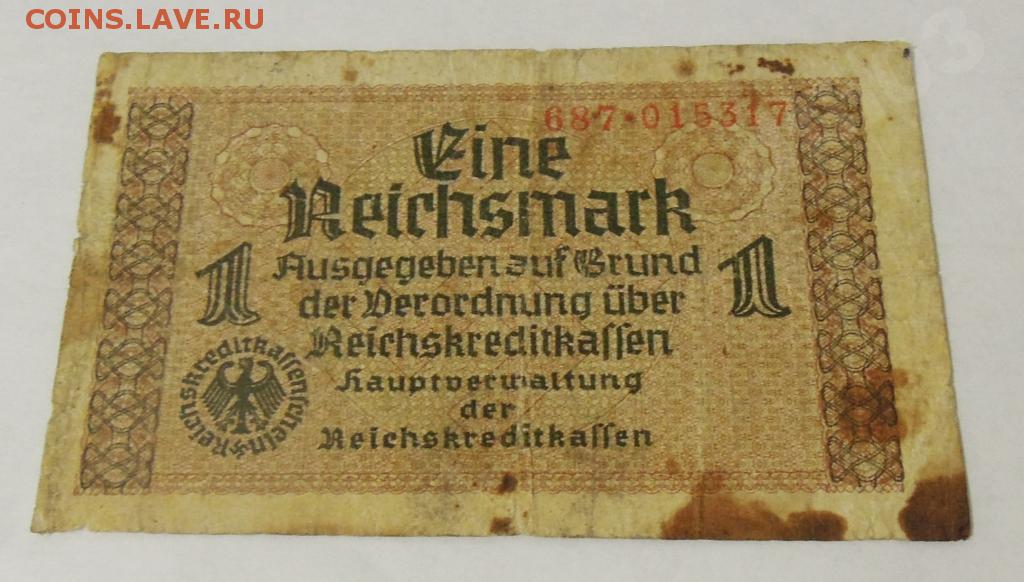 COINS.LAVE.RU
687·015317
Eine
Reichsmark
1 Ausgegeben auf Grund 1
der Verordnung über
Reichskreditkassen
Hauptverwaltung
der
Reichskreditkassen
Reichskreditkassenschein